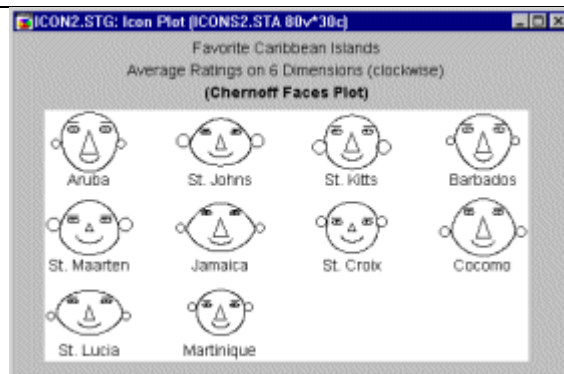 ICON2.STG: Icon Plot (ICONS2.STA 80v*30c)
Favorite Caribbean Islands
Average Ratings on 6 Dimensions (clockwise)
(Chernoff Faces Plot)
Aruba St. Johns St. Kitts Barbados
St. Maarten Jamaica St. Croix Cocomo
St. Lucia Martinique